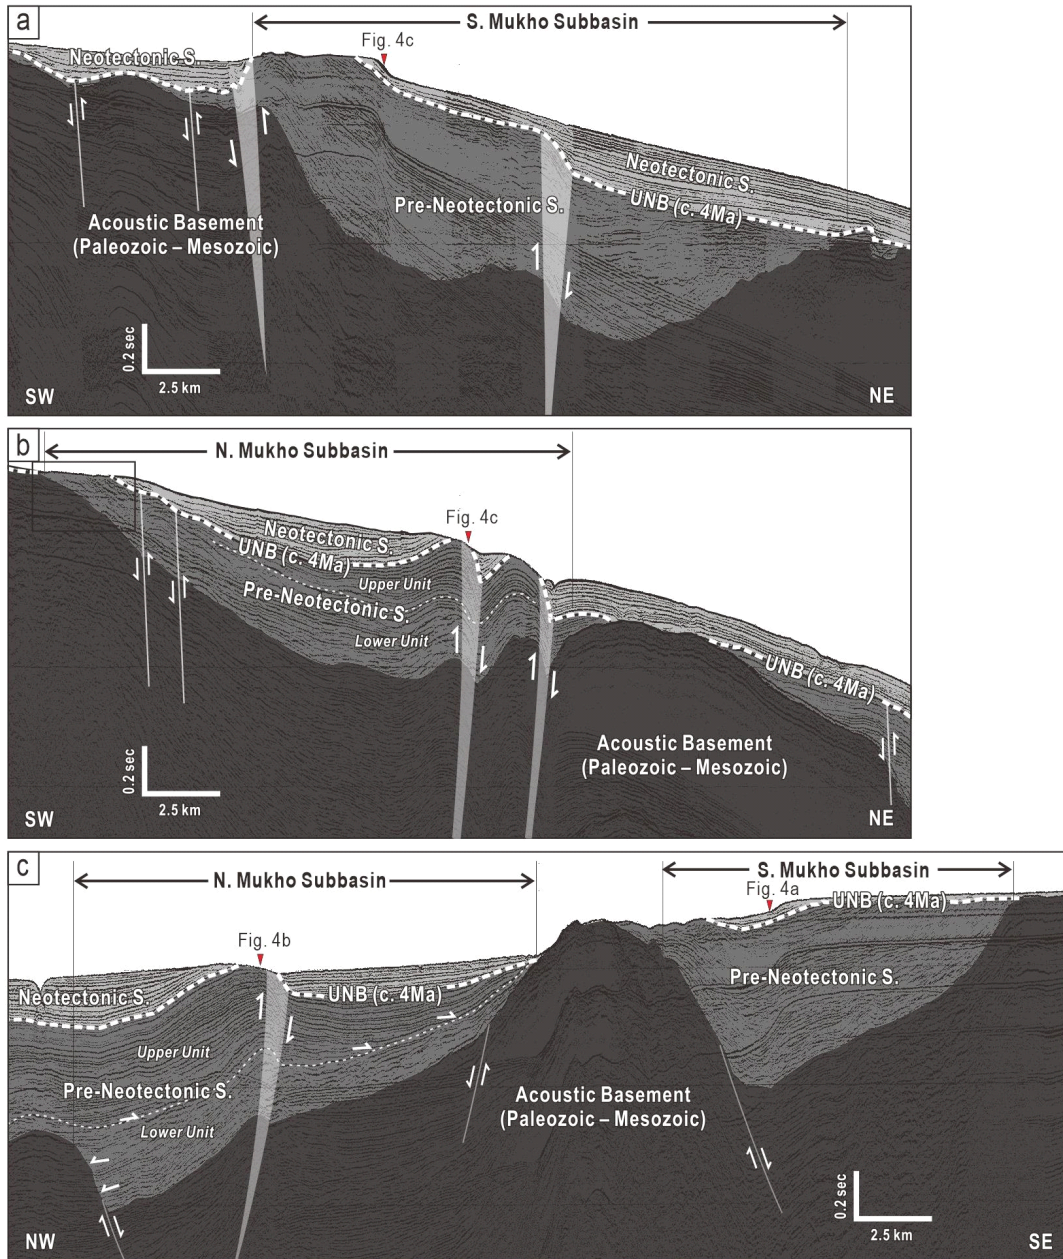 a
S. Mukho Subbasin
Fig. 4c
Neotectonic S.
Neotectonic S.
Pre-Neotectonic S.
UNB (c. 4Ma)
Acoustic Basement
(Paleozoic – Mesozoic)
0.2 sec
2.5 km
SW
NE
b
N. Mukho Subbasin
Fig. 4c
Neotectonic S.
UNB (c. 4Ma)
Upper Unit
Pre-Neotectonic S.
Lower Unit
UNB (c. 4Ma)
Acoustic Basement
(Paleozoic – Mesozoic)
0.2 sec
2.5 km
SW
NE
c
S. Mukho Subbasin
N. Mukho Subbasin
Fig. 4a
UNB (c. 4Ma)
Fig. 4b
Neotectonic S.
UNB (c. 4Ma)
Pre-Neotectonic S.
Upper Unit
Pre-Neotectonic S.
Lower Unit
Acoustic Basement
(Paleozoic – Mesozoic)
0.2 sec
2.5 km
NW
SE